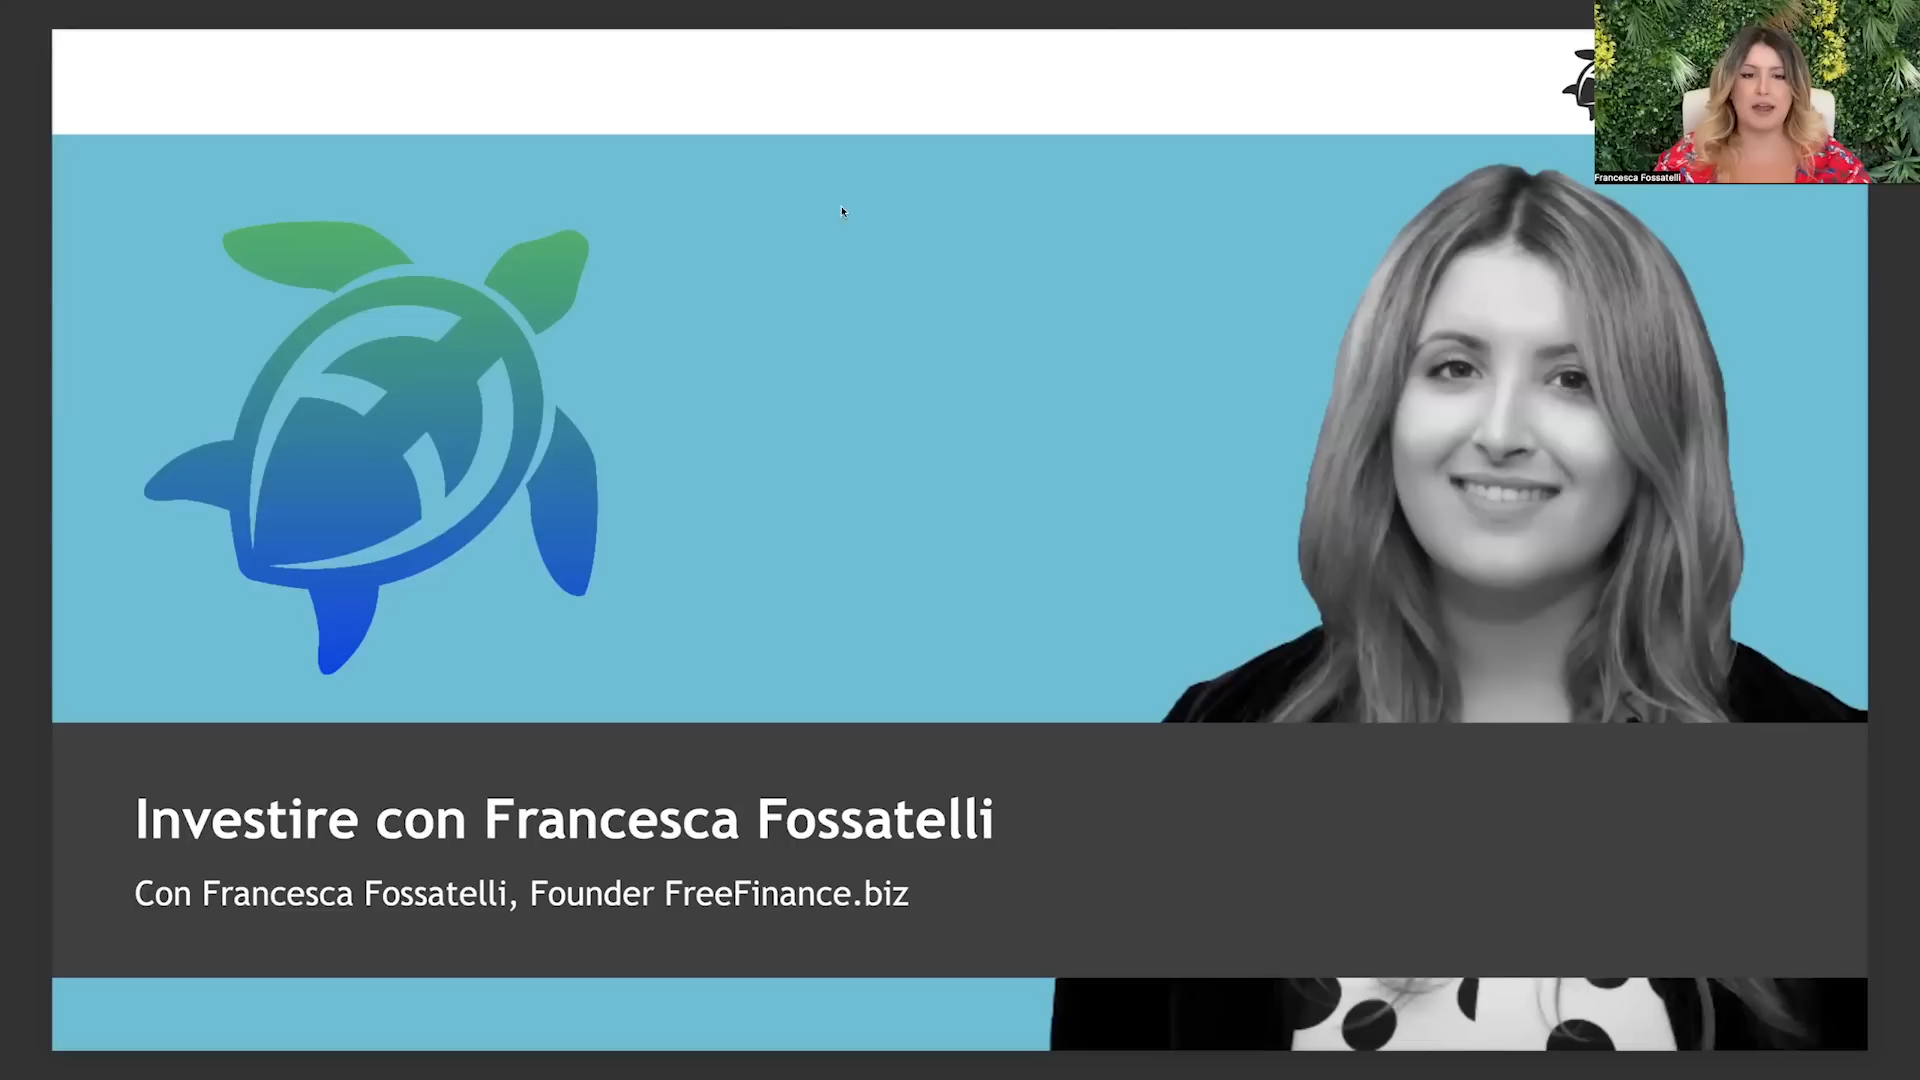 Francesca Fossatelli
Investire con Francesca Fossatelli
Con Francesca Fossatelli, Founder FreeFinance.biz